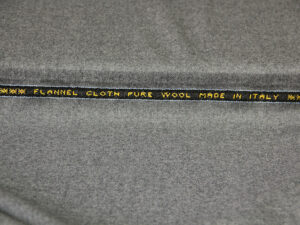 *** FLANNEL CLOTH PURE WOOL MADE IN ITALY **